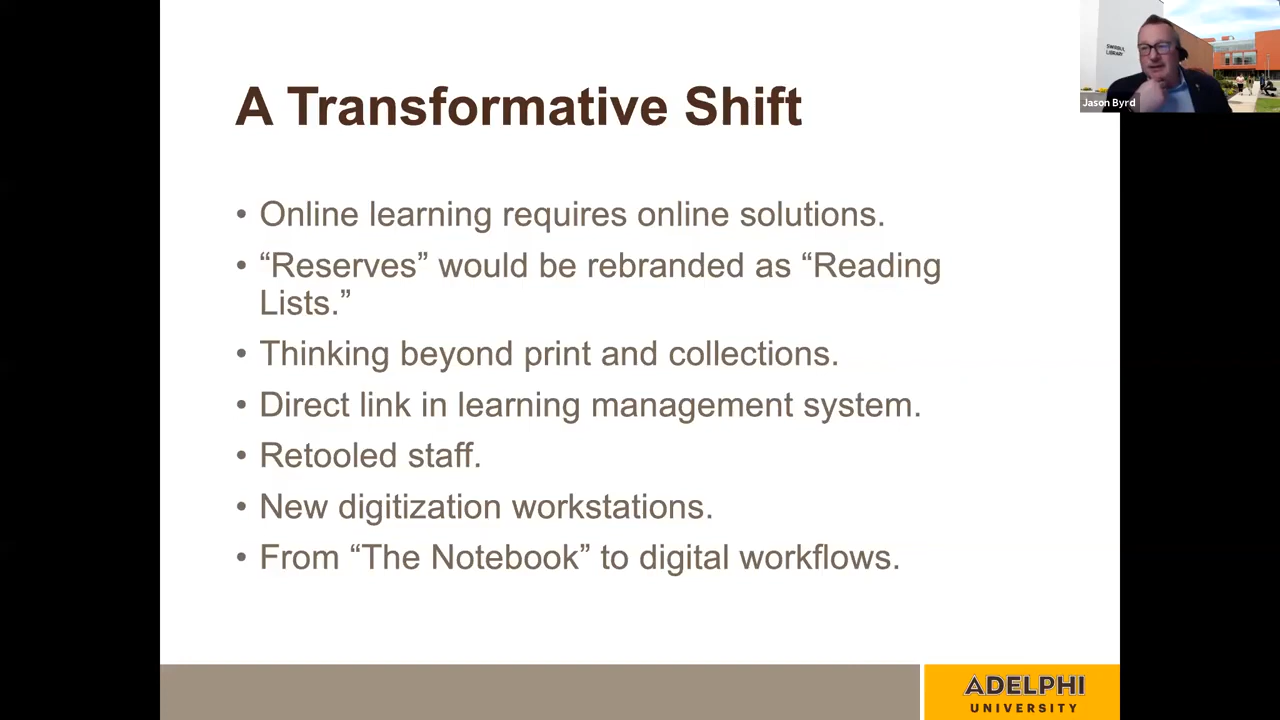 A Transformative Shift
• Online learning requires online solutions.
• “Reserves” would be rebranded as “Reading
Lists.”
• Thinking beyond print and collections.
• Direct link in learning management system.
• Retooled staff.
• New digitization workstations.
• From “The Notebook” to digital workflows.
SWIRBUL
LIBRARY
Jason Byrd
ADELPHI
UNIVERSITY